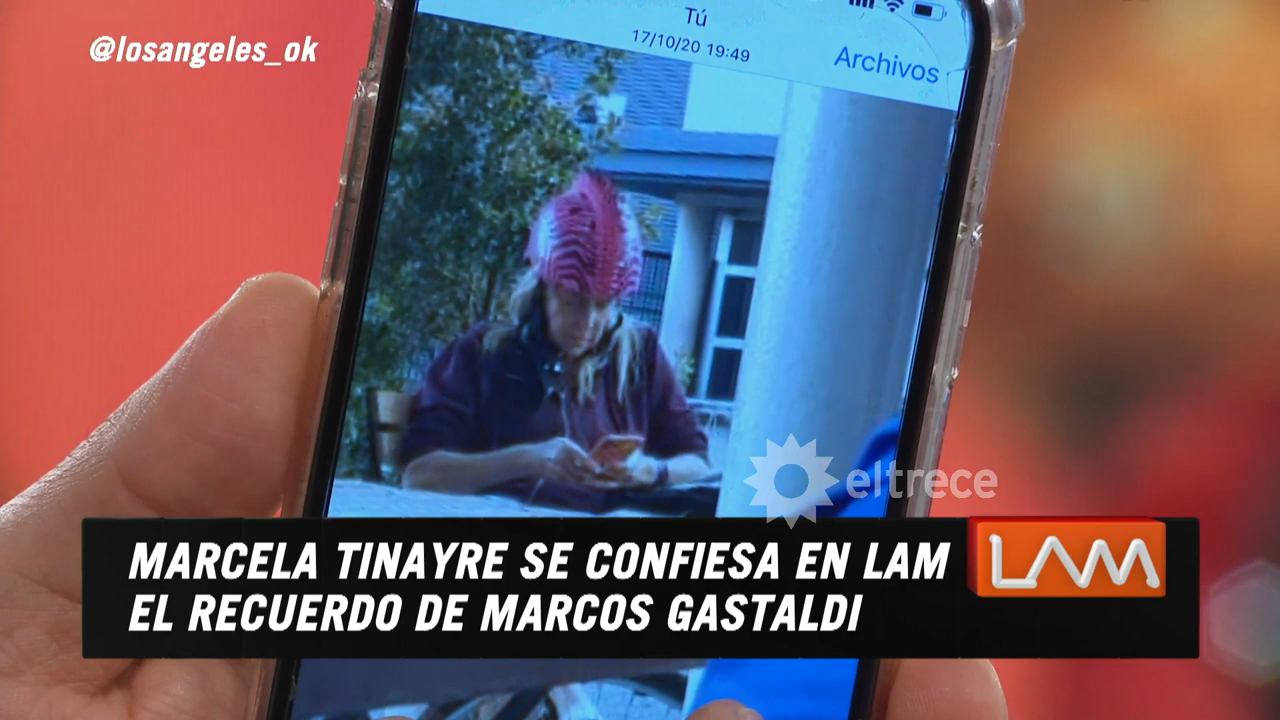 @losangeles_ok
Tú
17/10/20 19:49
Archivos
eltrece
MARCELA TINAYRE SE CONFIESA EN LAM
EL RECUERDO DE MARCOS GASTALDI
LAM